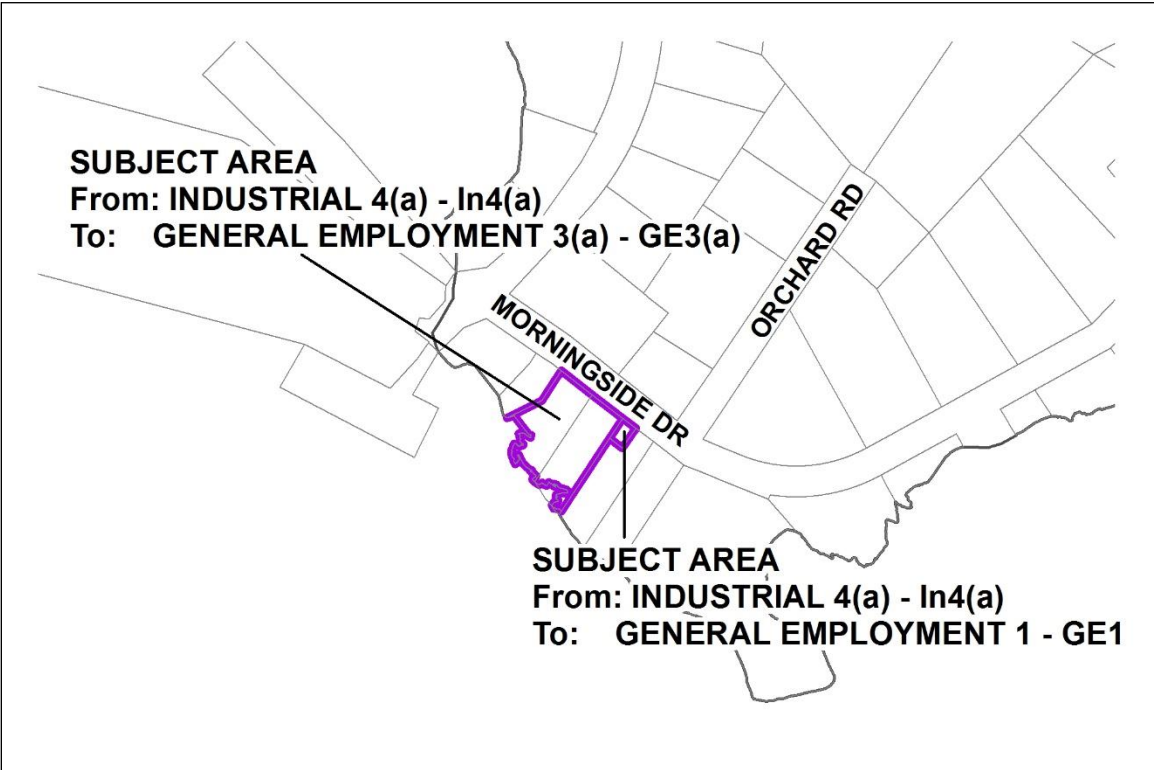 SUBJECT AREA
From: INDUSTRIAL 4(a) - In4(a)
To: GENERAL EMPLOYMENT 3(a) - GE3(a)
MORNINGSIDE DR
ORCHARD RD
SUBJECT AREA
From: INDUSTRIAL 4(a) - In4(a)
To: GENERAL EMPLOYMENT 1 - GE1